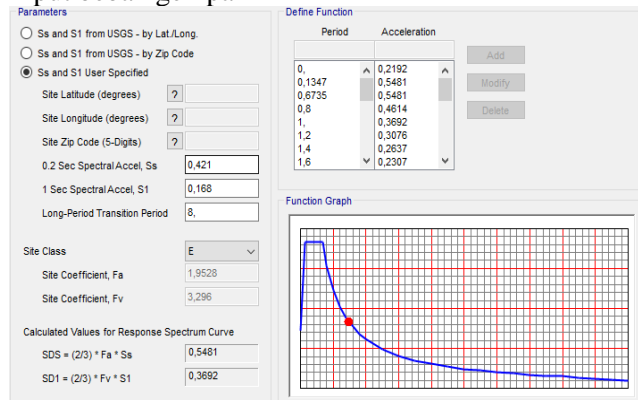 Parameters
Ss and S1 from USGS - by Lat./Long.
Ss and S1 from USGS - by Zip Code
Ss and S1 User Specified
Site Latitude (degrees) ?
Site Longitude (degrees) ?
Site Zip Code (5-Digits) ?
0.2 Sec Spectral Accel, Ss 0,421
1 Sec Spectral Accel, S1 0,168
Long-Period Transition Period 8,
Site Class E
Site Coefficient, Fa 1,9528
Site Coefficient, Fv 3,296
Calculated Values for Response Spectrum Curve
SDS = (2/3) * Fa * Ss 0,5481
SD1 = (2/3) * Fv * S1 0,3692
Define Function
Period Acceleration
0, 0,2192
0,1347 0,5481
0,6735 0,5481
0,8 0,4614
1, 0,3692
1,2 0,3076
1,4 0,2637
1,6 0,2307
Add
Modify
Delete
Function Graph